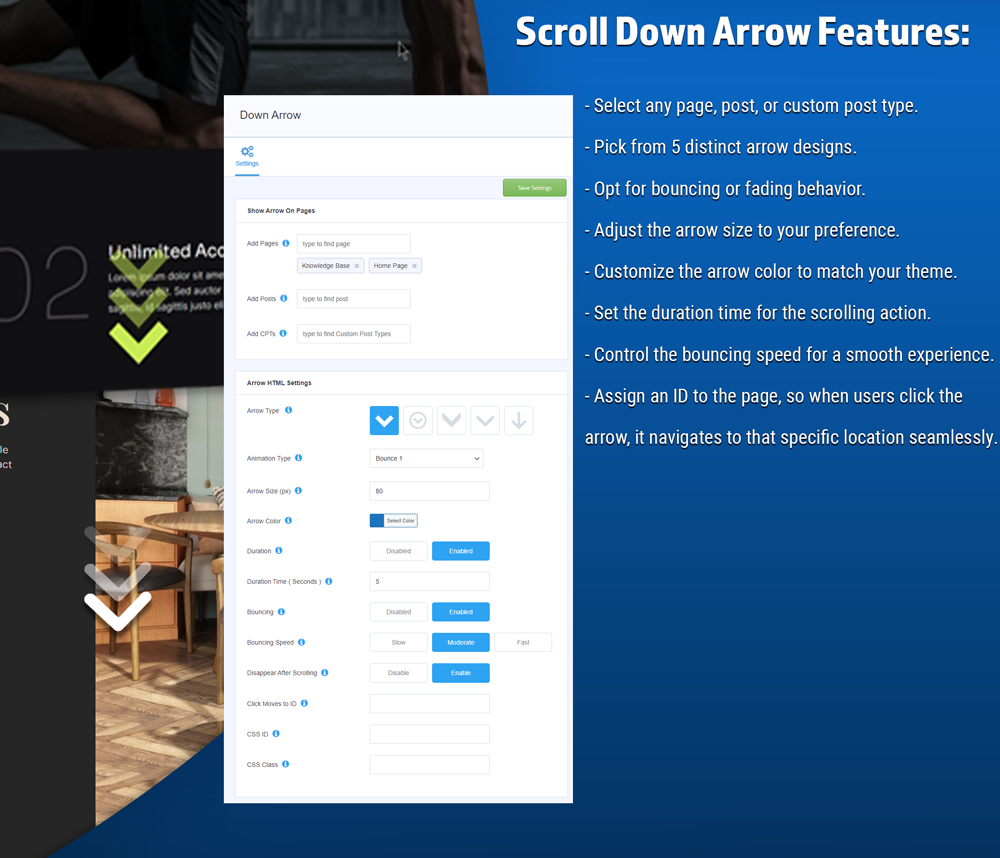 Scroll Down Arrow Features:
- Select any page, post, or custom post type.
- Pick from 5 distinct arrow designs.
- Opt for bouncing or fading behavior.
- Adjust the arrow size to your preference.
- Customize the arrow color to match your theme.
- Set the duration time for the scrolling action.
- Control the bouncing speed for a smooth experience.
- Assign an ID to the page, so when users click the
arrow, it navigates to that specific location seamlessly.
Down Arrow
Settings
Save Settings
Show Arrow On Pages
Add Pages type to find page
Knowledge Base × Home Page ×
Add Posts type to find post
Add CPTs type to find Custom Post Types
Arrow HTML Settings
Arrow Type
Animation Type Bounce 1
Arrow Size (px) 80
Arrow Color Select Color
Duration Disabled Enabled
Duration Time ( Seconds ) 5
Bouncing Disabled Enabled
Bouncing Speed Slow Moderate Fast
Disappear After Scrolling Disable Enable
Click Moves to ID
CSS ID
CSS Class
02
Unlimited Acc
Lorem ipsum dolor sit ame
adipiscing elit. Sed auctor
sagittis, id sagittis justo eli
s
le
act